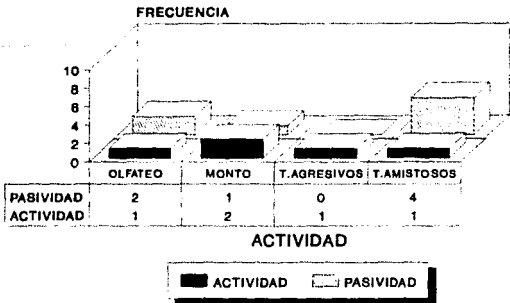 FRECUENCIA
10
8
6
4
2
0
OLFATEO MONTO T.AGRESIVOS T.AMISTOSOS
PASIVIDAD 2 1 0 4
ACTIVIDAD 1 2 1 1
ACTIVIDAD
ACTIVIDAD PASIVIDAD